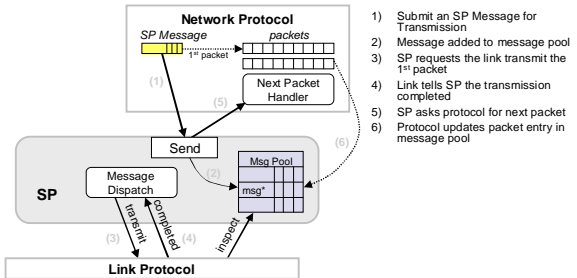 Network Protocol
SP Message
packets
1st packet
(1)
(5)
Next Packet
Handler
(6)
Send
(2)
Msg Pool
msg*
Message
Dispatch
SP
transmit
completed
inspect
(3)
(4)
Link Protocol
1) Submit an SP Message for
Transmission
2) Message added to message pool
3) SP requests the link transmit the
1st packet
4) Link tells SP the transmission
completed
5) SP asks protocol for next packet
6) Protocol updates packet entry in
message pool